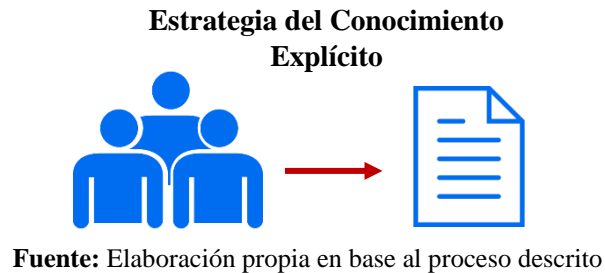 Estrategia del Conocimiento
Explícito
Fuente: Elaboración propia en base al proceso descrito